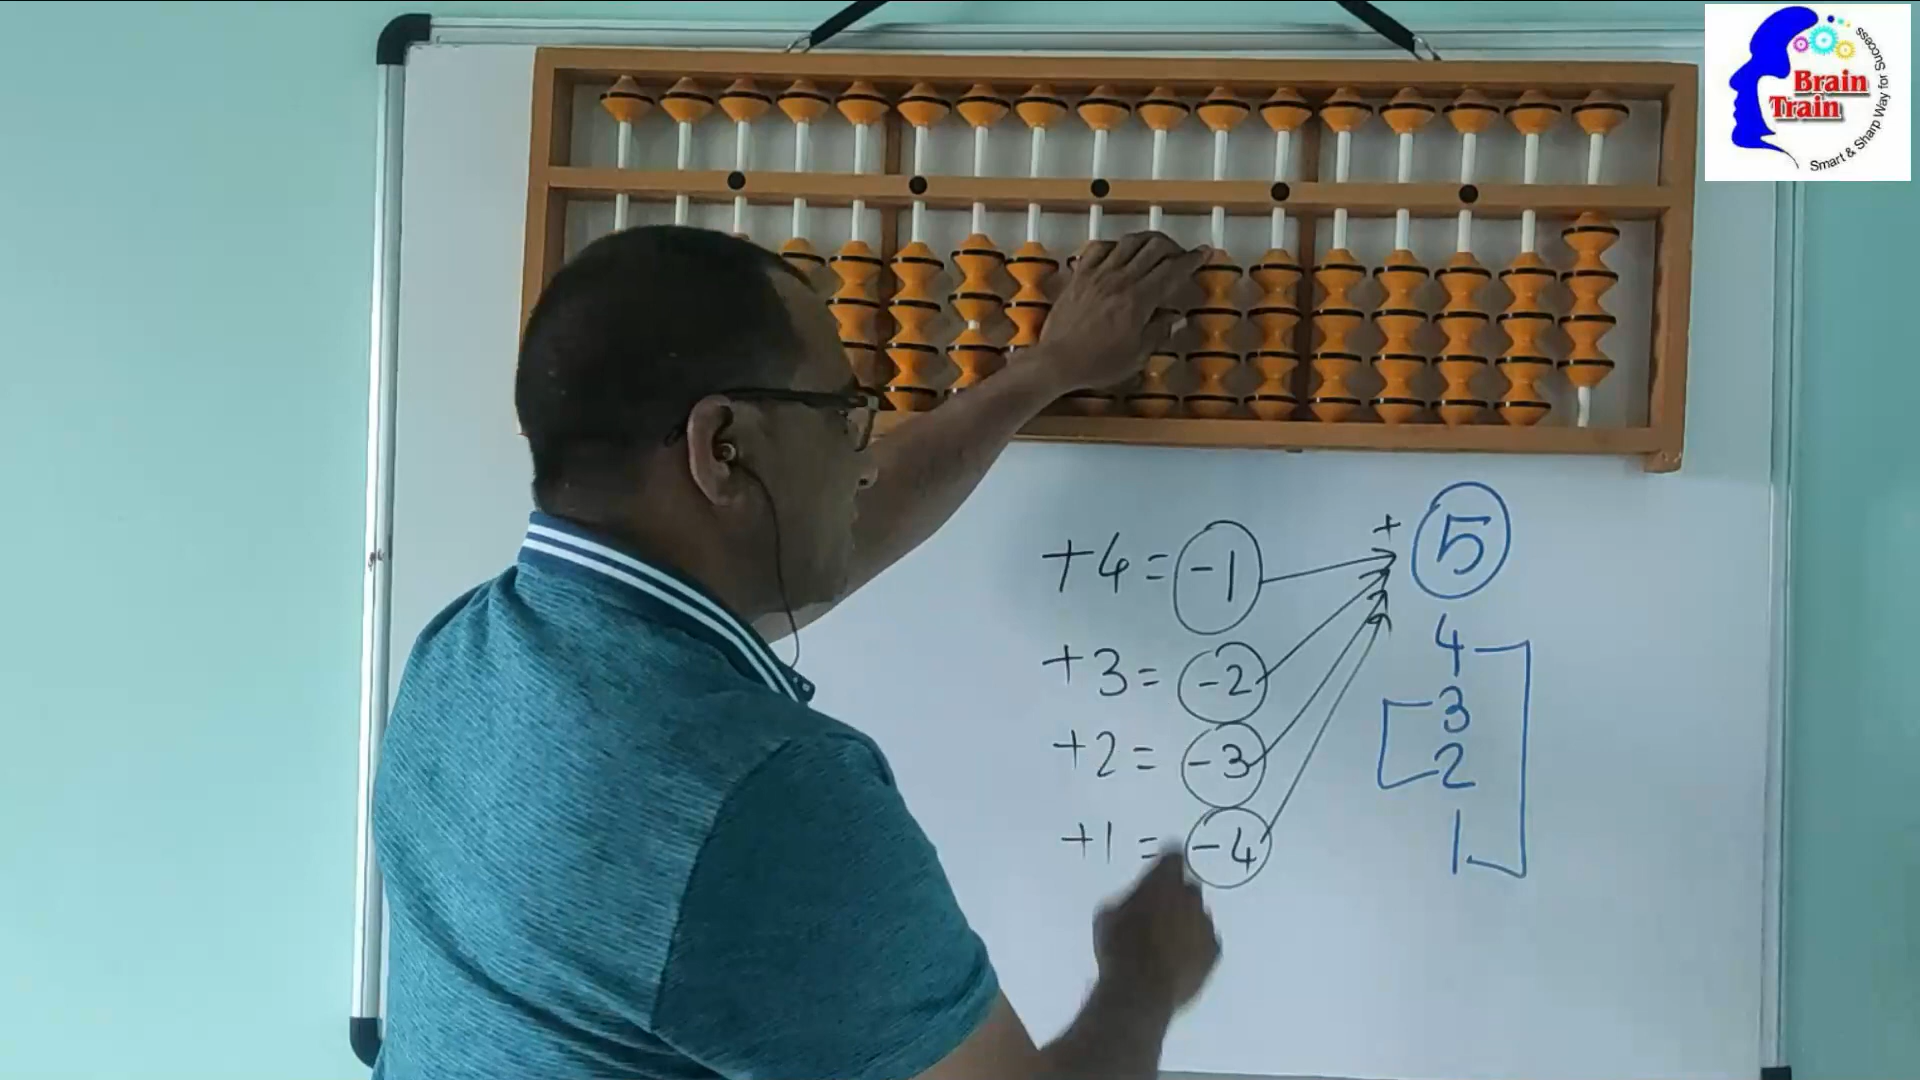 Brain
Train
Smart & Sharp Way for Success
+4 = -1
+ 5
4
+3 = -2
3
+2 = -3
2
+1 = -4
1